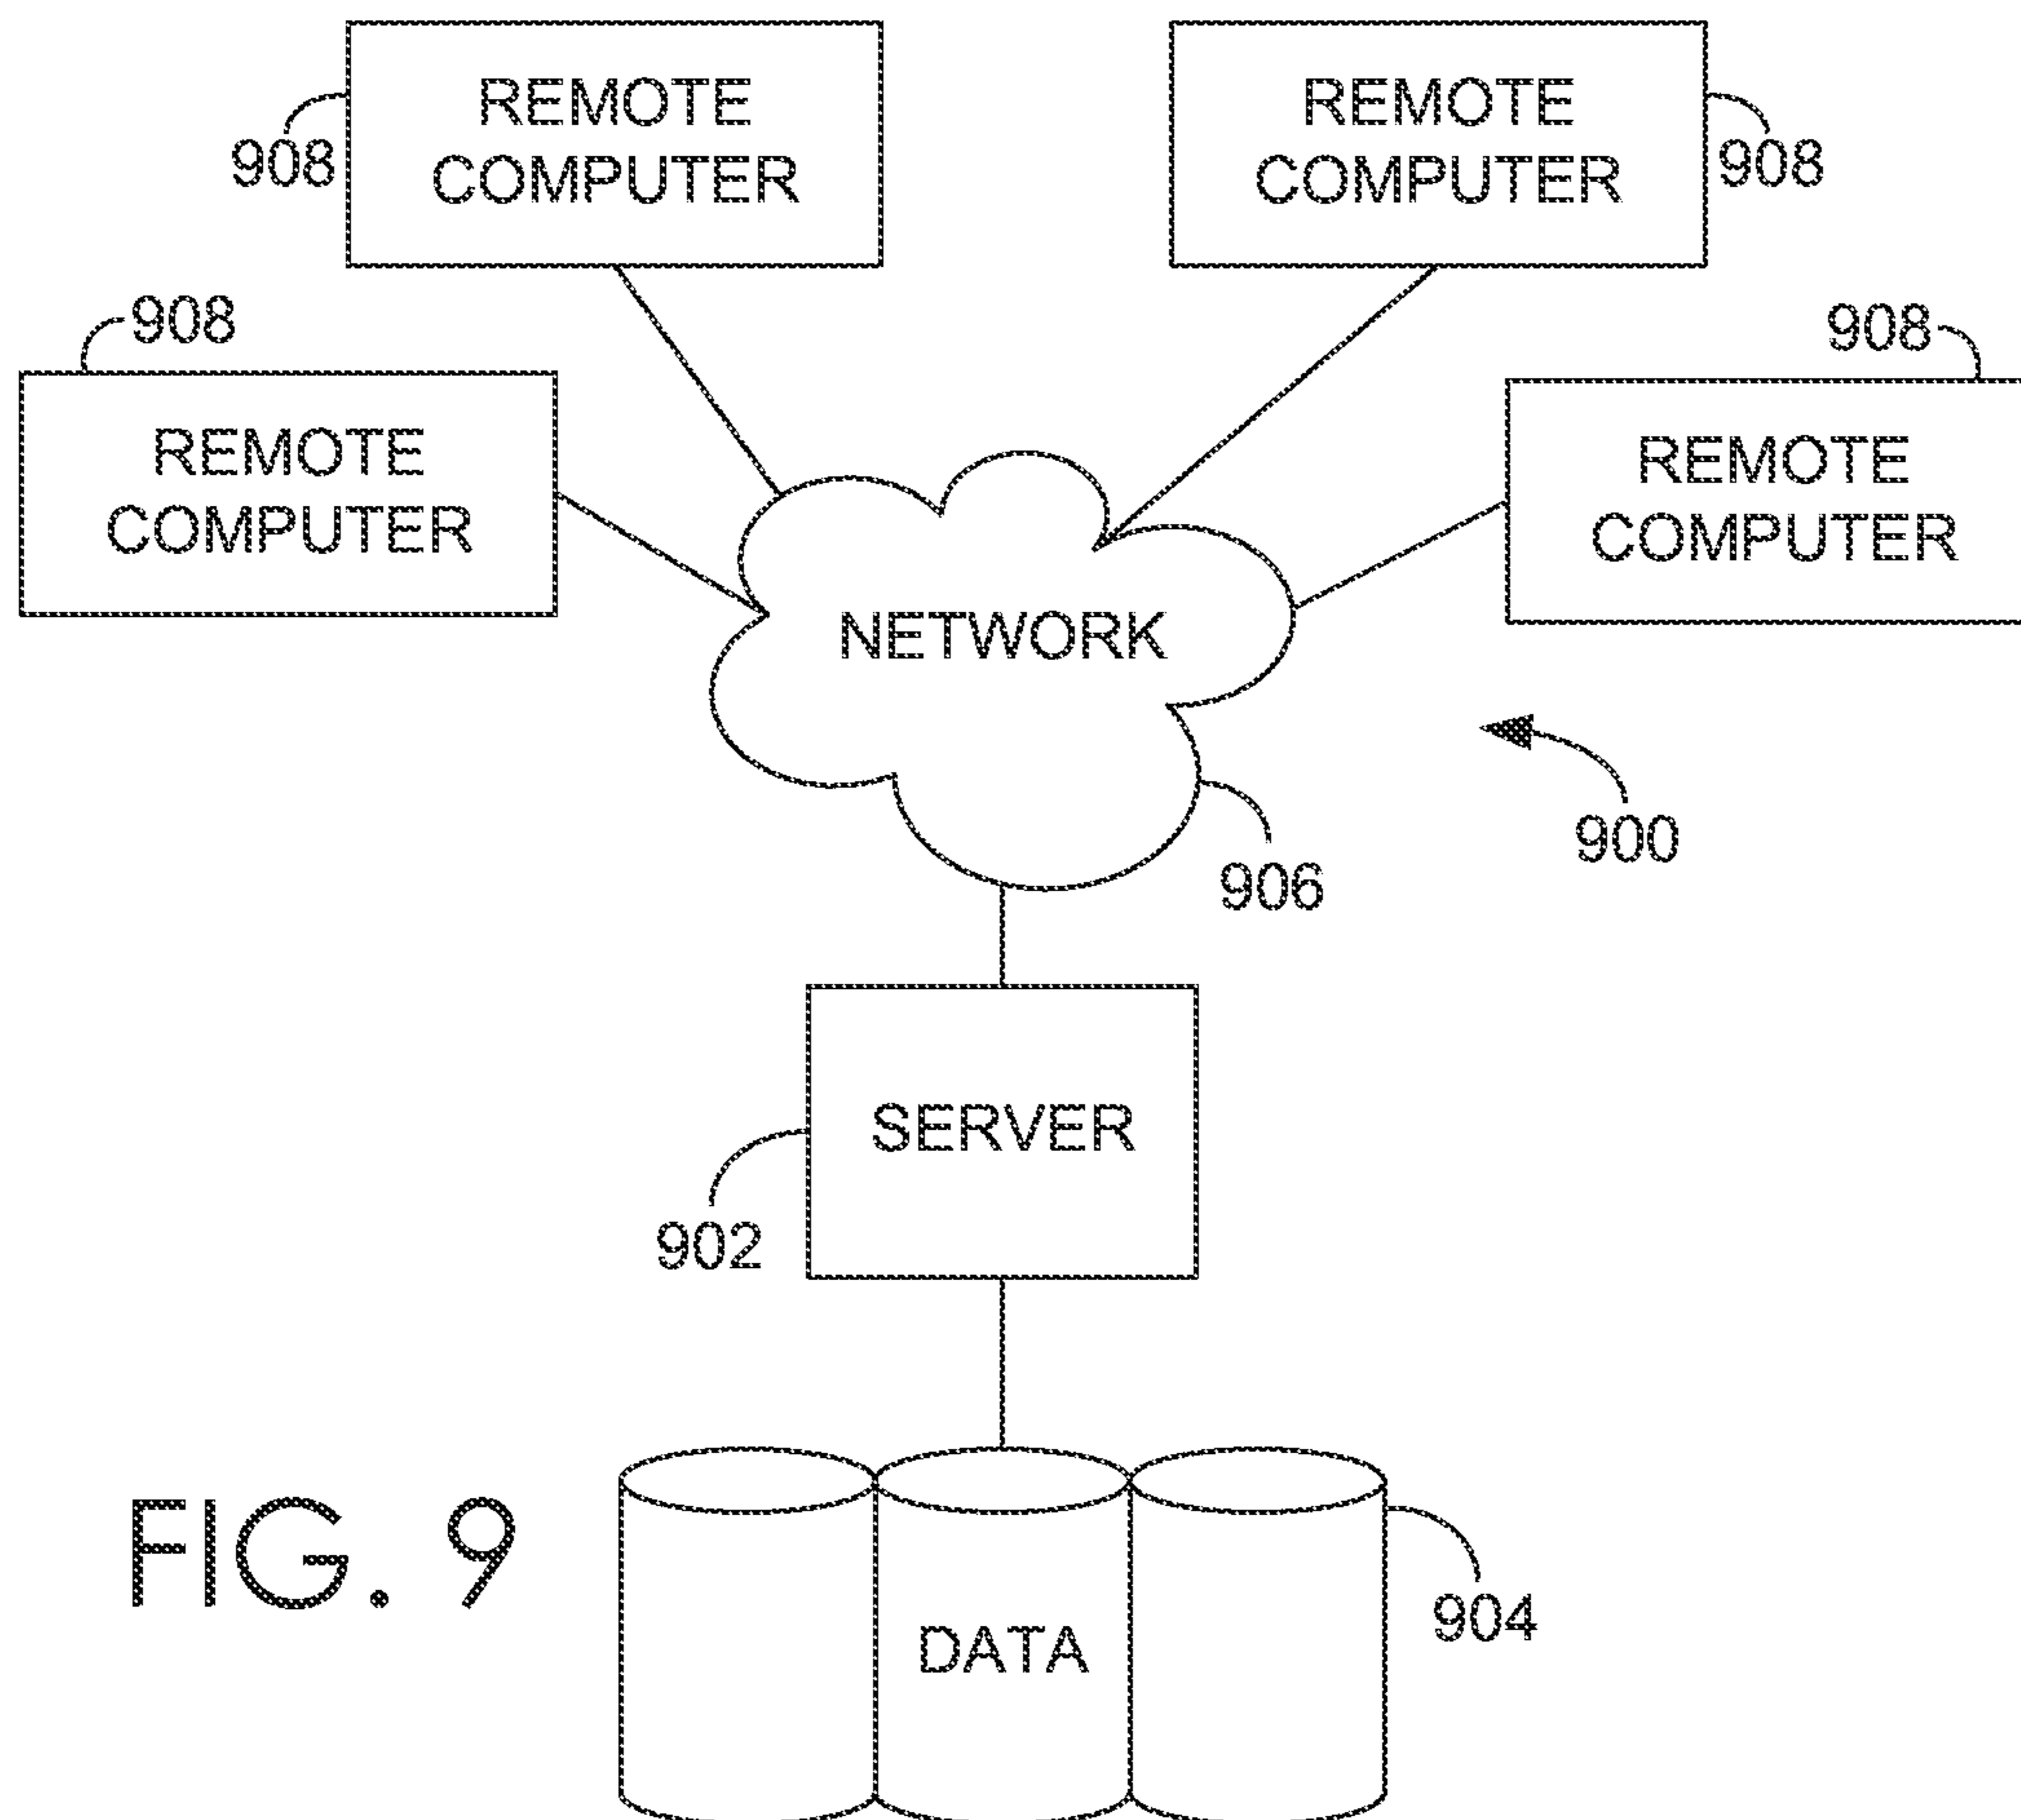 REMOTE
COMPUTER
908
REMOTE
COMPUTER
908
908
REMOTE
COMPUTER
908
REMOTE
COMPUTER
NETWORK
900
906
SERVER
902
FIG. 9
DATA
904